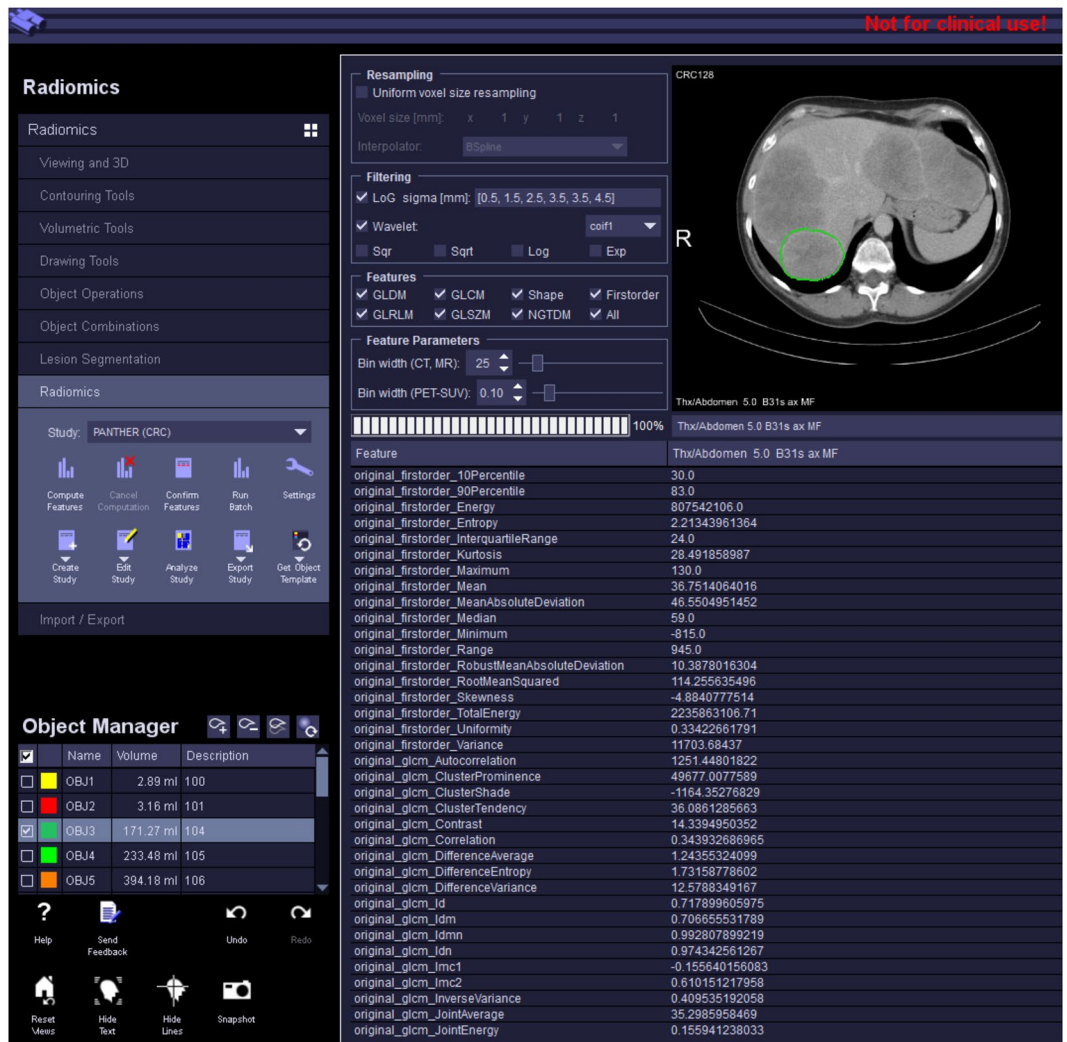 Not for clinical use!
Radiomics
Radiomics
Viewing and 3D
Contouring Tools
Volumetric Tools
Drawing Tools
Object Operations
Object Combinations
Lesion Segmentation
Radiomics
Study: PANTHER (CRC)
Compute Features
Cancel Computation
Confirm Features
Run Batch
Settings
Create Study
Edit Study
Analyze Study
Export Study
Get Object Template
Import / Export
Object Manager
Name Volume Description
OBJ1 2.89 ml 100
OBJ2 3.16 ml 101
OBJ3 171.27 ml 104
OBJ4 233.48 ml 105
OBJ5 394.18 ml 106
Help
Send Feedback
Undo
Redo
Reset Views
Hide Text
Hide Lines
Snapshot
Resampling
Uniform voxel size resampling
Voxel size [mm]: x 1 y 1 z 1
Interpolator: BSpline
Filtering
LoG sigma [mm]: [0.5, 1.5, 2.5, 3.5, 3.5, 4.5]
Wavelet: coif1
Sqr Sqrt Log Exp
Features
GLDM GLCM Shape Firstorder
GLRLM GLSZM NGTDM All
Feature Parameters
Bin width (CT, MR): 25
Bin width (PET-SUV): 0.10
100%
CRC128
R
Thx/Abdomen 5.0 B31s ax MF
Thx/Abdomen 5.0 B31s ax MF
Feature Thx/Abdomen 5.0 B31s ax MF
original_firstorder_10Percentile 30.0
original_firstorder_90Percentile 83.0
original_firstorder_Energy 807542106.0
original_firstorder_Entropy 2.21343961364
original_firstorder_InterquartileRange 24.0
original_firstorder_Kurtosis 28.491858987
original_firstorder_Maximum 130.0
original_firstorder_Mean 36.7514064016
original_firstorder_MeanAbsoluteDeviation 46.5504951452
original_firstorder_Median 59.0
original_firstorder_Minimum -815.0
original_firstorder_Range 945.0
original_firstorder_RobustMeanAbsoluteDeviation 10.3878016304
original_firstorder_RootMeanSquared 114.255635496
original_firstorder_Skewness -4.8840777514
original_firstorder_TotalEnergy 2235863106.71
original_firstorder_Uniformity 0.33422661791
original_firstorder_Variance 11703.68437
original_glcm_Autocorrelation 1251.44801822
original_glcm_ClusterProminence 49677.0077589
original_glcm_ClusterShade -1164.35276829
original_glcm_ClusterTendency 36.0861285663
original_glcm_Contrast 14.3394950352
original_glcm_Correlation 0.343932686965
original_glcm_DifferenceAverage 1.24355324099
original_glcm_DifferenceEntropy 1.73158778602
original_glcm_DifferenceVariance 12.5788349167
original_glcm_Id 0.717899605975
original_glcm_Idm 0.706655531789
original_glcm_Idmn 0.992807899219
original_glcm_Idn 0.974342561267
original_glcm_Imc1 -0.155640156083
original_glcm_Imc2 0.610151217958
original_glcm_InverseVariance 0.409535192058
original_glcm_JointAverage 35.2985958469
original_glcm_JointEnergy 0.155941238033